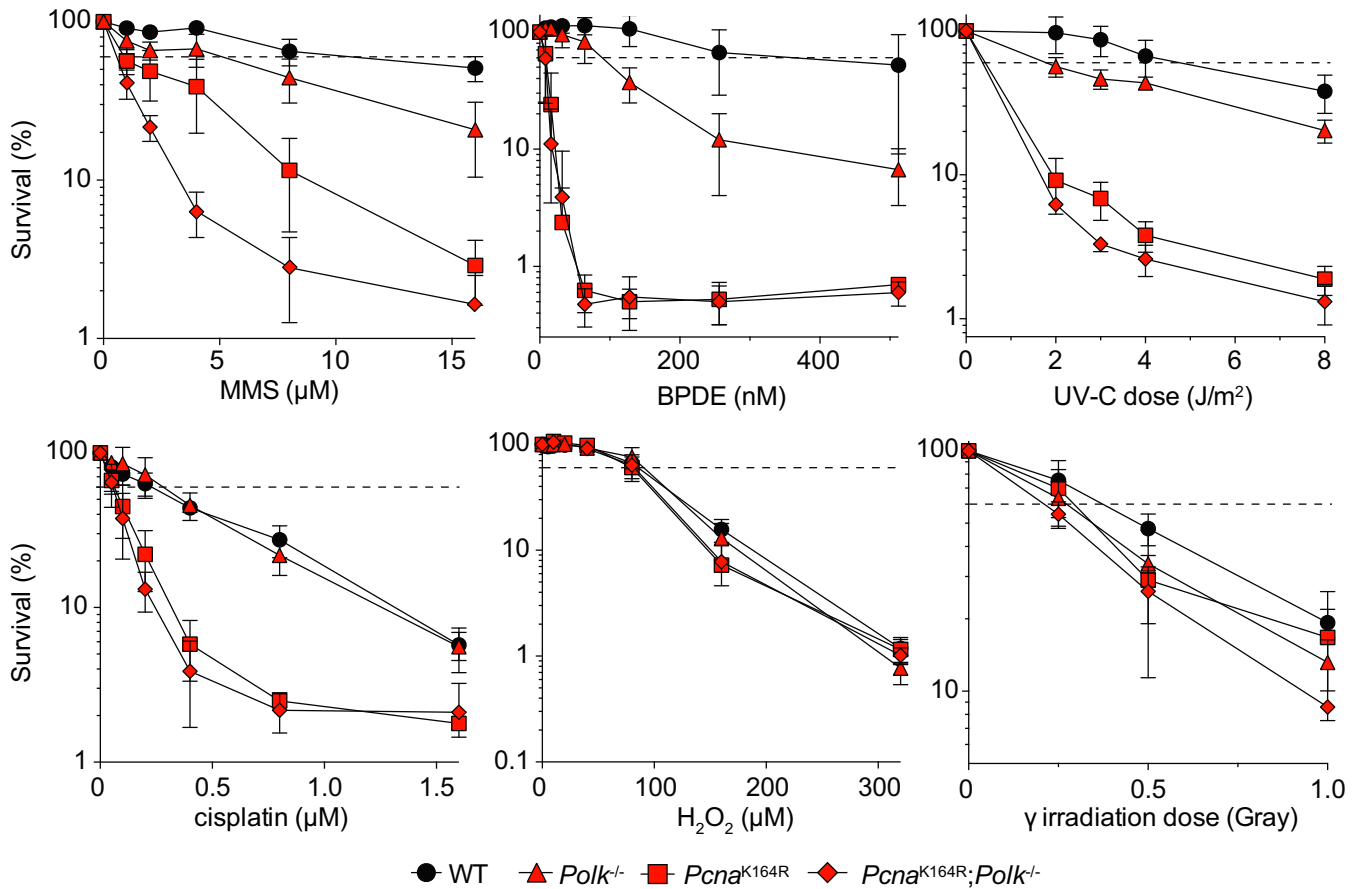 100
10
1
Survival (%)
0 5 10 15
MMS (µM)
100
10
1
0 200 400
BPDE (nM)
100
10
1
0 2 4 6 8
UV-C dose (J/m²)
100
10
1
Survival (%)
0 0.5 1.0 1.5
cisplatin (µM)
100
10
1
0.1
0 100 200 300
H₂O₂ (µM)
100
10
0 0.5 1.0
γ irradiation dose (Gray)
WT Polk⁻/⁻ Pcnaᴷ¹⁶⁴ᴿ Pcnaᴷ¹⁶⁴ᴿ;Polk⁻/⁻